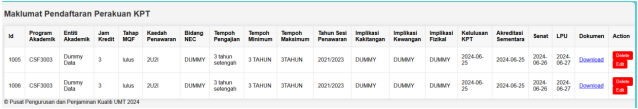 Maklumat Pendaftaran Perakuan KPT
Id Program Akademik Entiti Akademik Jam Kredit Tahap MQF Kaedah Penawaran Bidang NEC Tempoh Pengajian Tempoh Minimum Tempoh Maksimum Tahun Sesi Penawaran Implikasi Kakitangan Implikasi Kewangan Implikasi Fizikal Kelulusan KPT Akreditasi Sementara Senat LPU Dokumen Action
1005 CSF3003 Dummy Data 3 lulus 2U2I DUMMY 3 tahun setengah 3 TAHUN 3TAHUN 2021/2023 DUMMY DUMMY DUMMY 2024-06-25 2024-06-25 2024-06-26 2024-06-27 Download Delete Edit
1006 CSF3003 Dummy Data 3 lulus 2U2I DUMMY 3 tahun setengah 3 TAHUN 3TAHUN 2021/2023 DUMMY DUMMY DUMMY 2024-06-25 2024-06-25 2024-06-26 2024-06-27 Download Delete Edit
© Pusat Pengurusan dan Penjaminan Kualiti UMT 2024